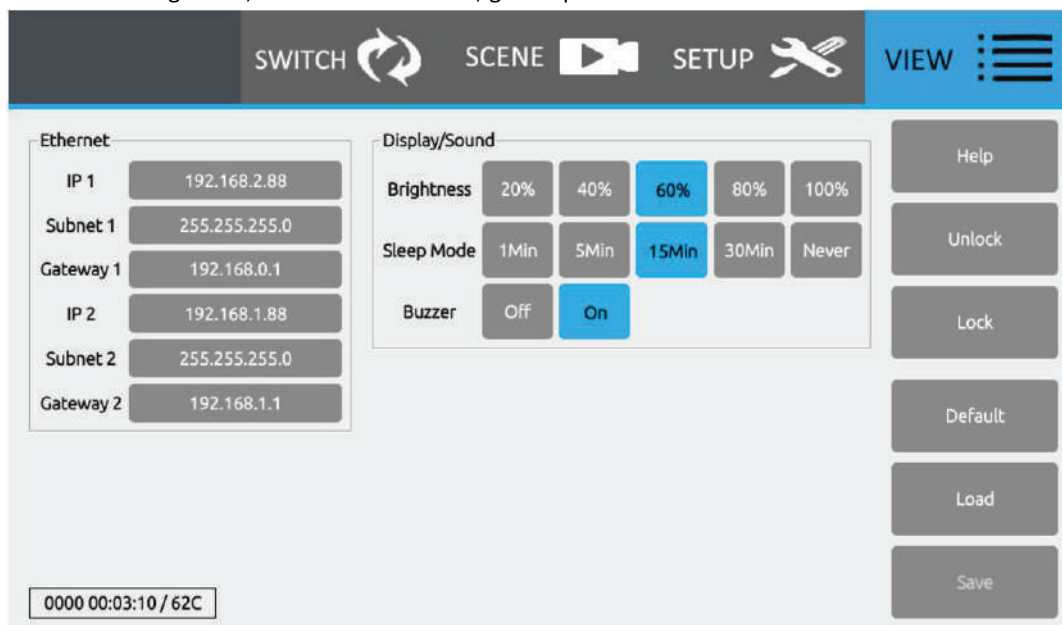 SWITCH SCENE SETUP VIEW
Ethernet
IP 1 192.168.2.88
Subnet 1 255.255.255.0
Gateway 1 192.168.0.1
IP 2 192.168.1.88
Subnet 2 255.255.255.0
Gateway 2 192.168.1.1
Display/Sound
Brightness 20% 40% 60% 80% 100%
Sleep Mode 1Min 5Min 15Min 30Min Never
Buzzer Off On
Help
Unlock
Lock
Default
Load
Save
0000 00:03:10 / 62C